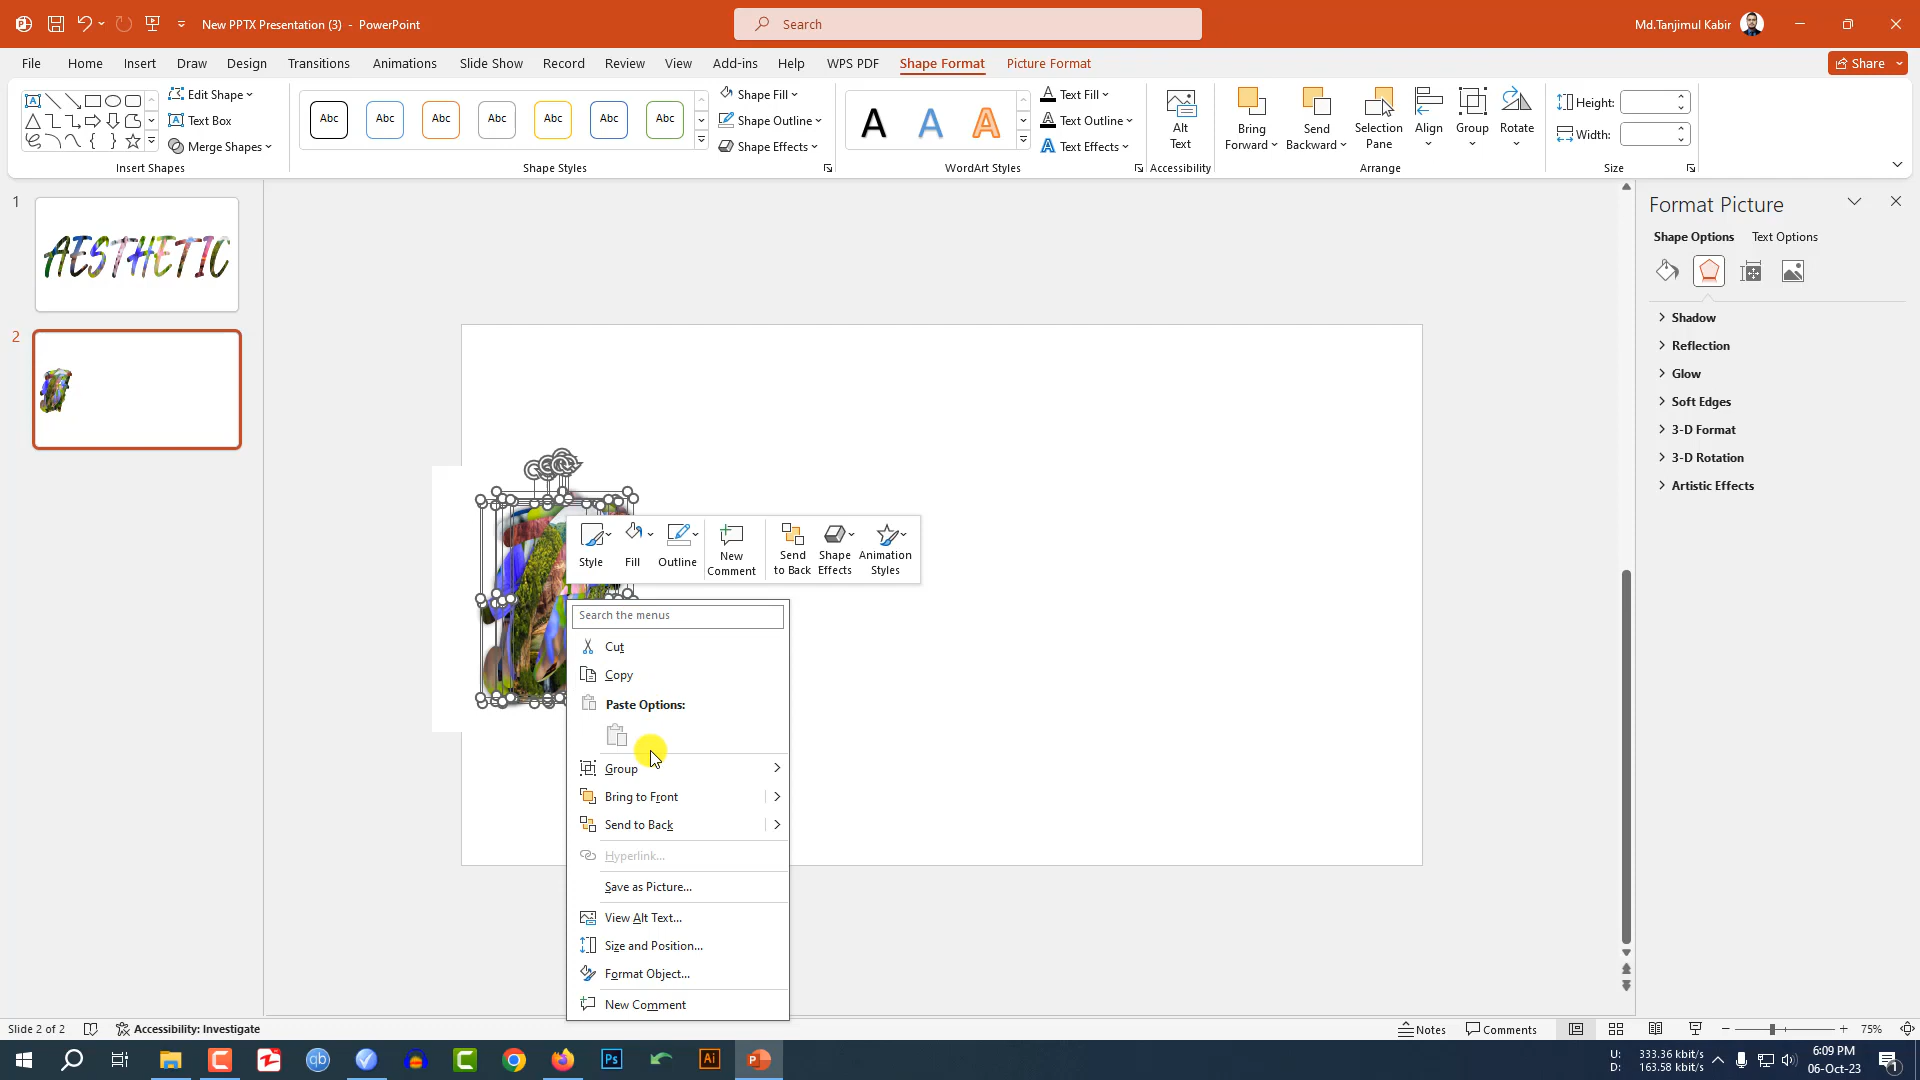 New PPTX Presentation (3) - PowerPoint
Search
Md.Tanjimul Kabir
File Home Insert Draw Design Transitions Animations Slide Show Record Review View Add-ins Help WPS PDF Shape Format Picture Format
Share
Edit Shape
Text Box
Merge Shapes
Insert Shapes
Abc Abc Abc Abc Abc Abc Abc
Shape Fill
Shape Outline
Shape Effects
Shape Styles
A A A
Text Fill
Text Outline
Text Effects
WordArt Styles
Alt
Text
Accessibility
Bring
Forward
Send
Backward
Selection
Pane
Align
Group
Rotate
Arrange
Height:
Width:
Size
1
AESTHETIC
2
Style
Fill
Outline
New
Comment
Send
to Back
Shape
Effects
Animation
Styles
Search the menus
Cut
Copy
Paste Options:
Group
Bring to Front
Send to Back
Hyperlink...
Save as Picture...
View Alt Text...
Size and Position...
Format Object...
New Comment
Format Picture
Shape Options Text Options
Shadow
Reflection
Glow
Soft Edges
3-D Format
3-D Rotation
Artistic Effects
Slide 2 of 2
Accessibility: Investigate
Notes
Comments
75%
qb
Ps
Ai
P
U: 333.36 kbit/s
D: 163.58 kbit/s
6:09 PM
06-Oct-23
1